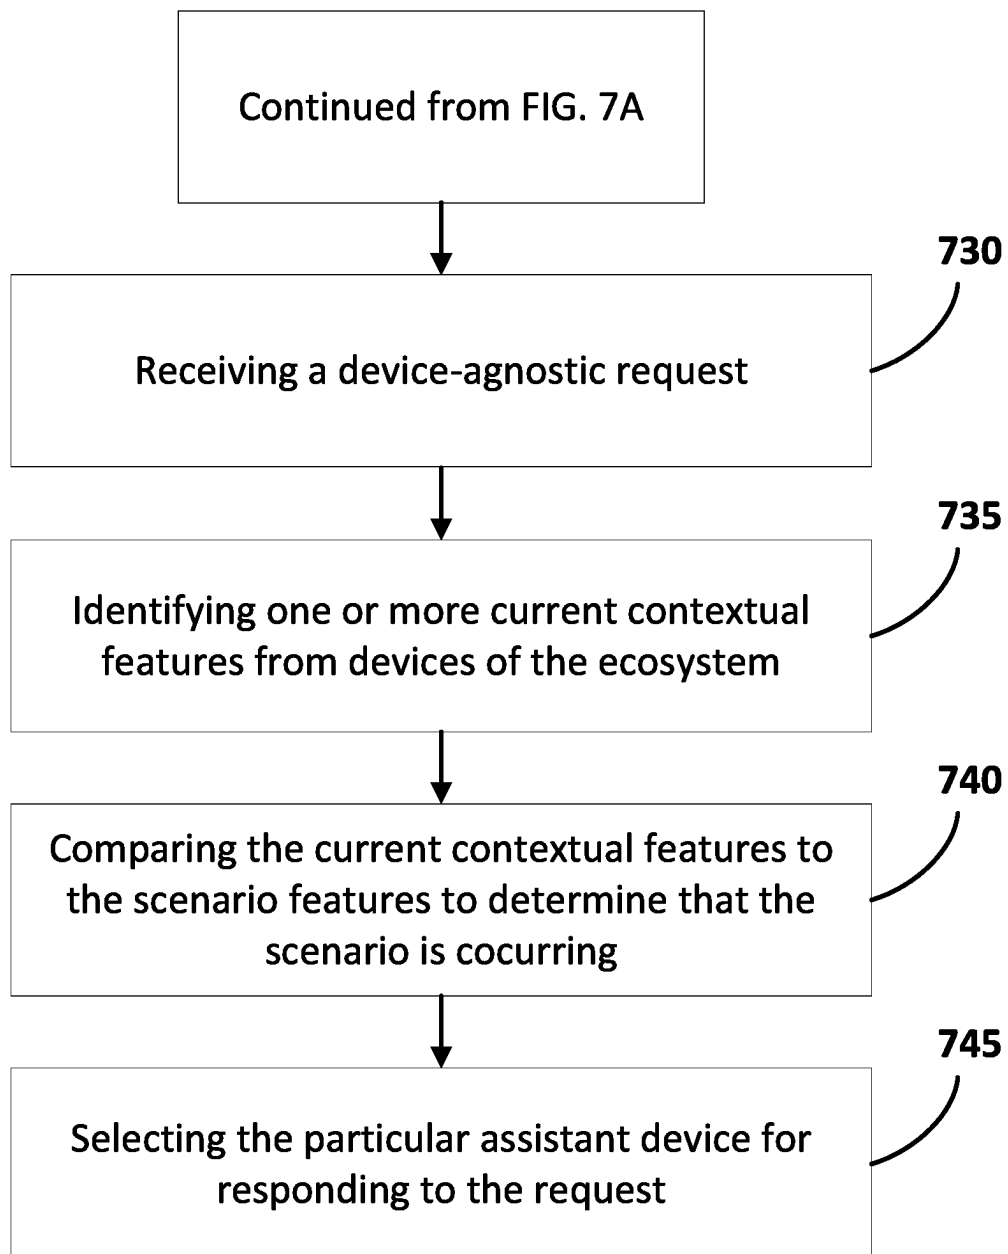 Continued from FIG. 7A
730
Receiving a device-agnostic request
735
Identifying one or more current contextual
features from devices of the ecosystem
740
Comparing the current contextual features to
the scenario features to determine that the
scenario is cocurring
745
Selecting the particular assistant device for
responding to the request